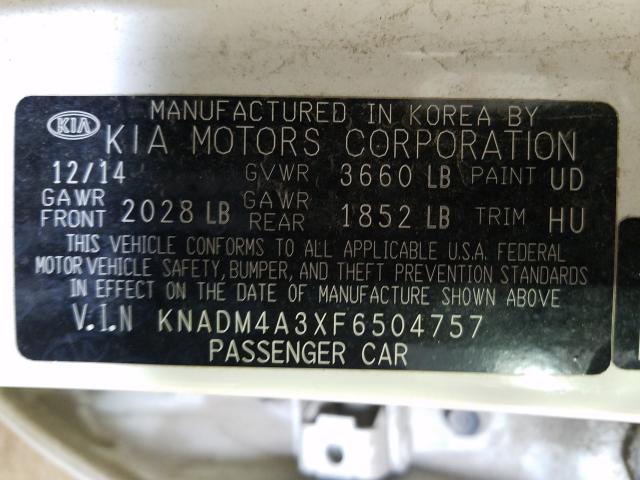 MANUFACTURED IN KOREA BY
KIA KIA MOTORS CORPORATION
12/14 GVWR 3660 LB PAINT UD
GAWR FRONT 2028 LB GAWR REAR 1852 LB TRIM HU
THIS VEHICLE CONFORMS TO ALL APPLICABLE U.S.A. FEDERAL
MOTOR VEHICLE SAFETY, BUMPER, AND THEFT PREVENTION STANDARDS
IN EFFECT ON THE DATE OF MANUFACTURE SHOWN ABOVE
V.I.N KNADM4A3XF6504757
PASSENGER CAR